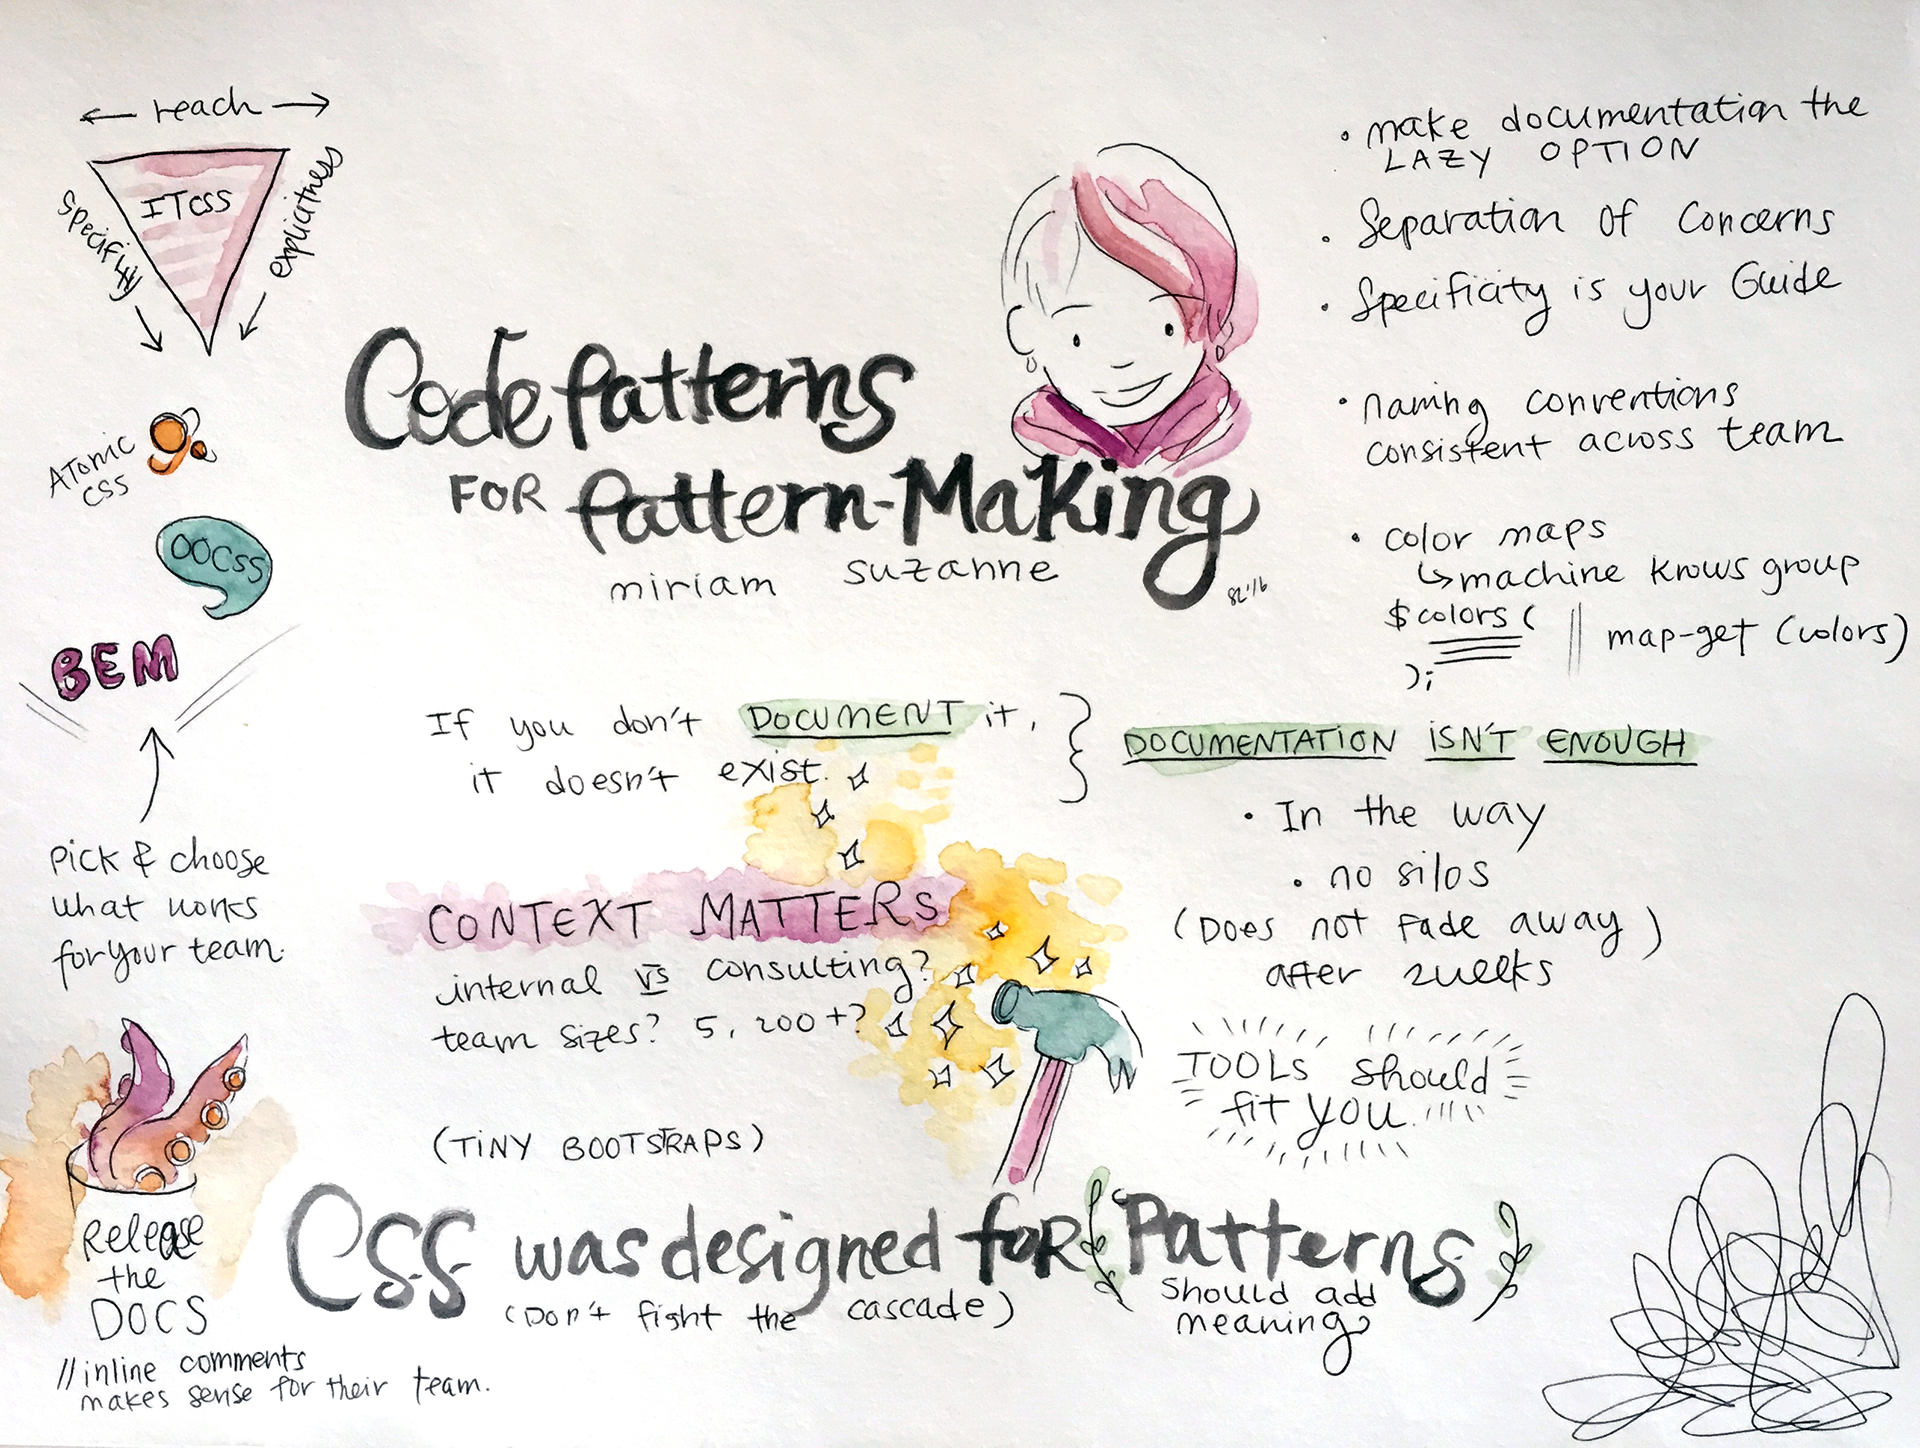 ← reach →
ITCSS
specifity
explicitness
ATomic
CSS
OOCSS
BEM
Pick & choose
what works
for your team.
Release
the
DOCS
// inline comments
makes sense for their team.
Code Patterns
FOR Pattern-Making
miriam suzanne
If you don't DOCUMENT it,
it doesn't exist.
CONTEXT MATTERS
internal vs consulting?
team sizes? 5, 200+?
(TINY BOOTSTRAPS)
CSS was designed for Patterns
(Don't fight the cascade)
should add
meaning
• make documentation the
LAZY OPTION
• Separation of Concerns
• Specificity is your Guide
• naming conventions
consistent across team
• color maps
↳ machine knows group
$colors (
);
|| map-get (colors)
DOCUMENTATION ISN'T ENOUGH
• In the way
• no silos
(Does not fade away)
after 2 weeks
TOOLS should
fit you.